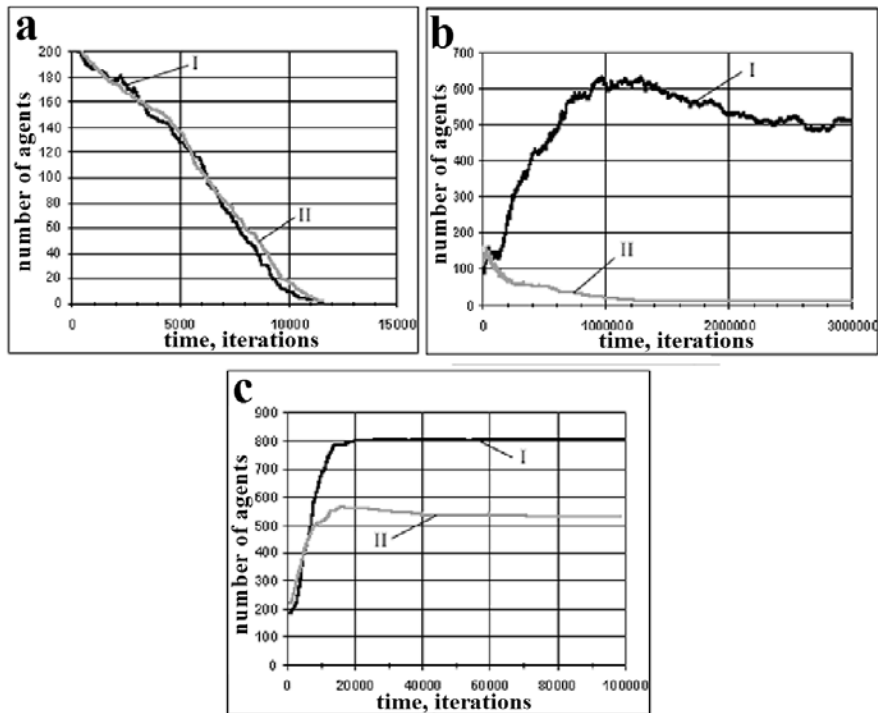 a
200
180
160
140
120
100
80
60
40
20
0
0 5000 10000 15000
number of agents
time, iterations
I
II
b
700
600
500
400
300
200
100
0
0 1000000 2000000 3000000
number of agents
time, iterations
I
II
c
900
800
700
600
500
400
300
200
100
0
0 20000 40000 60000 80000 100000
number of agents
time, iterations
I
II